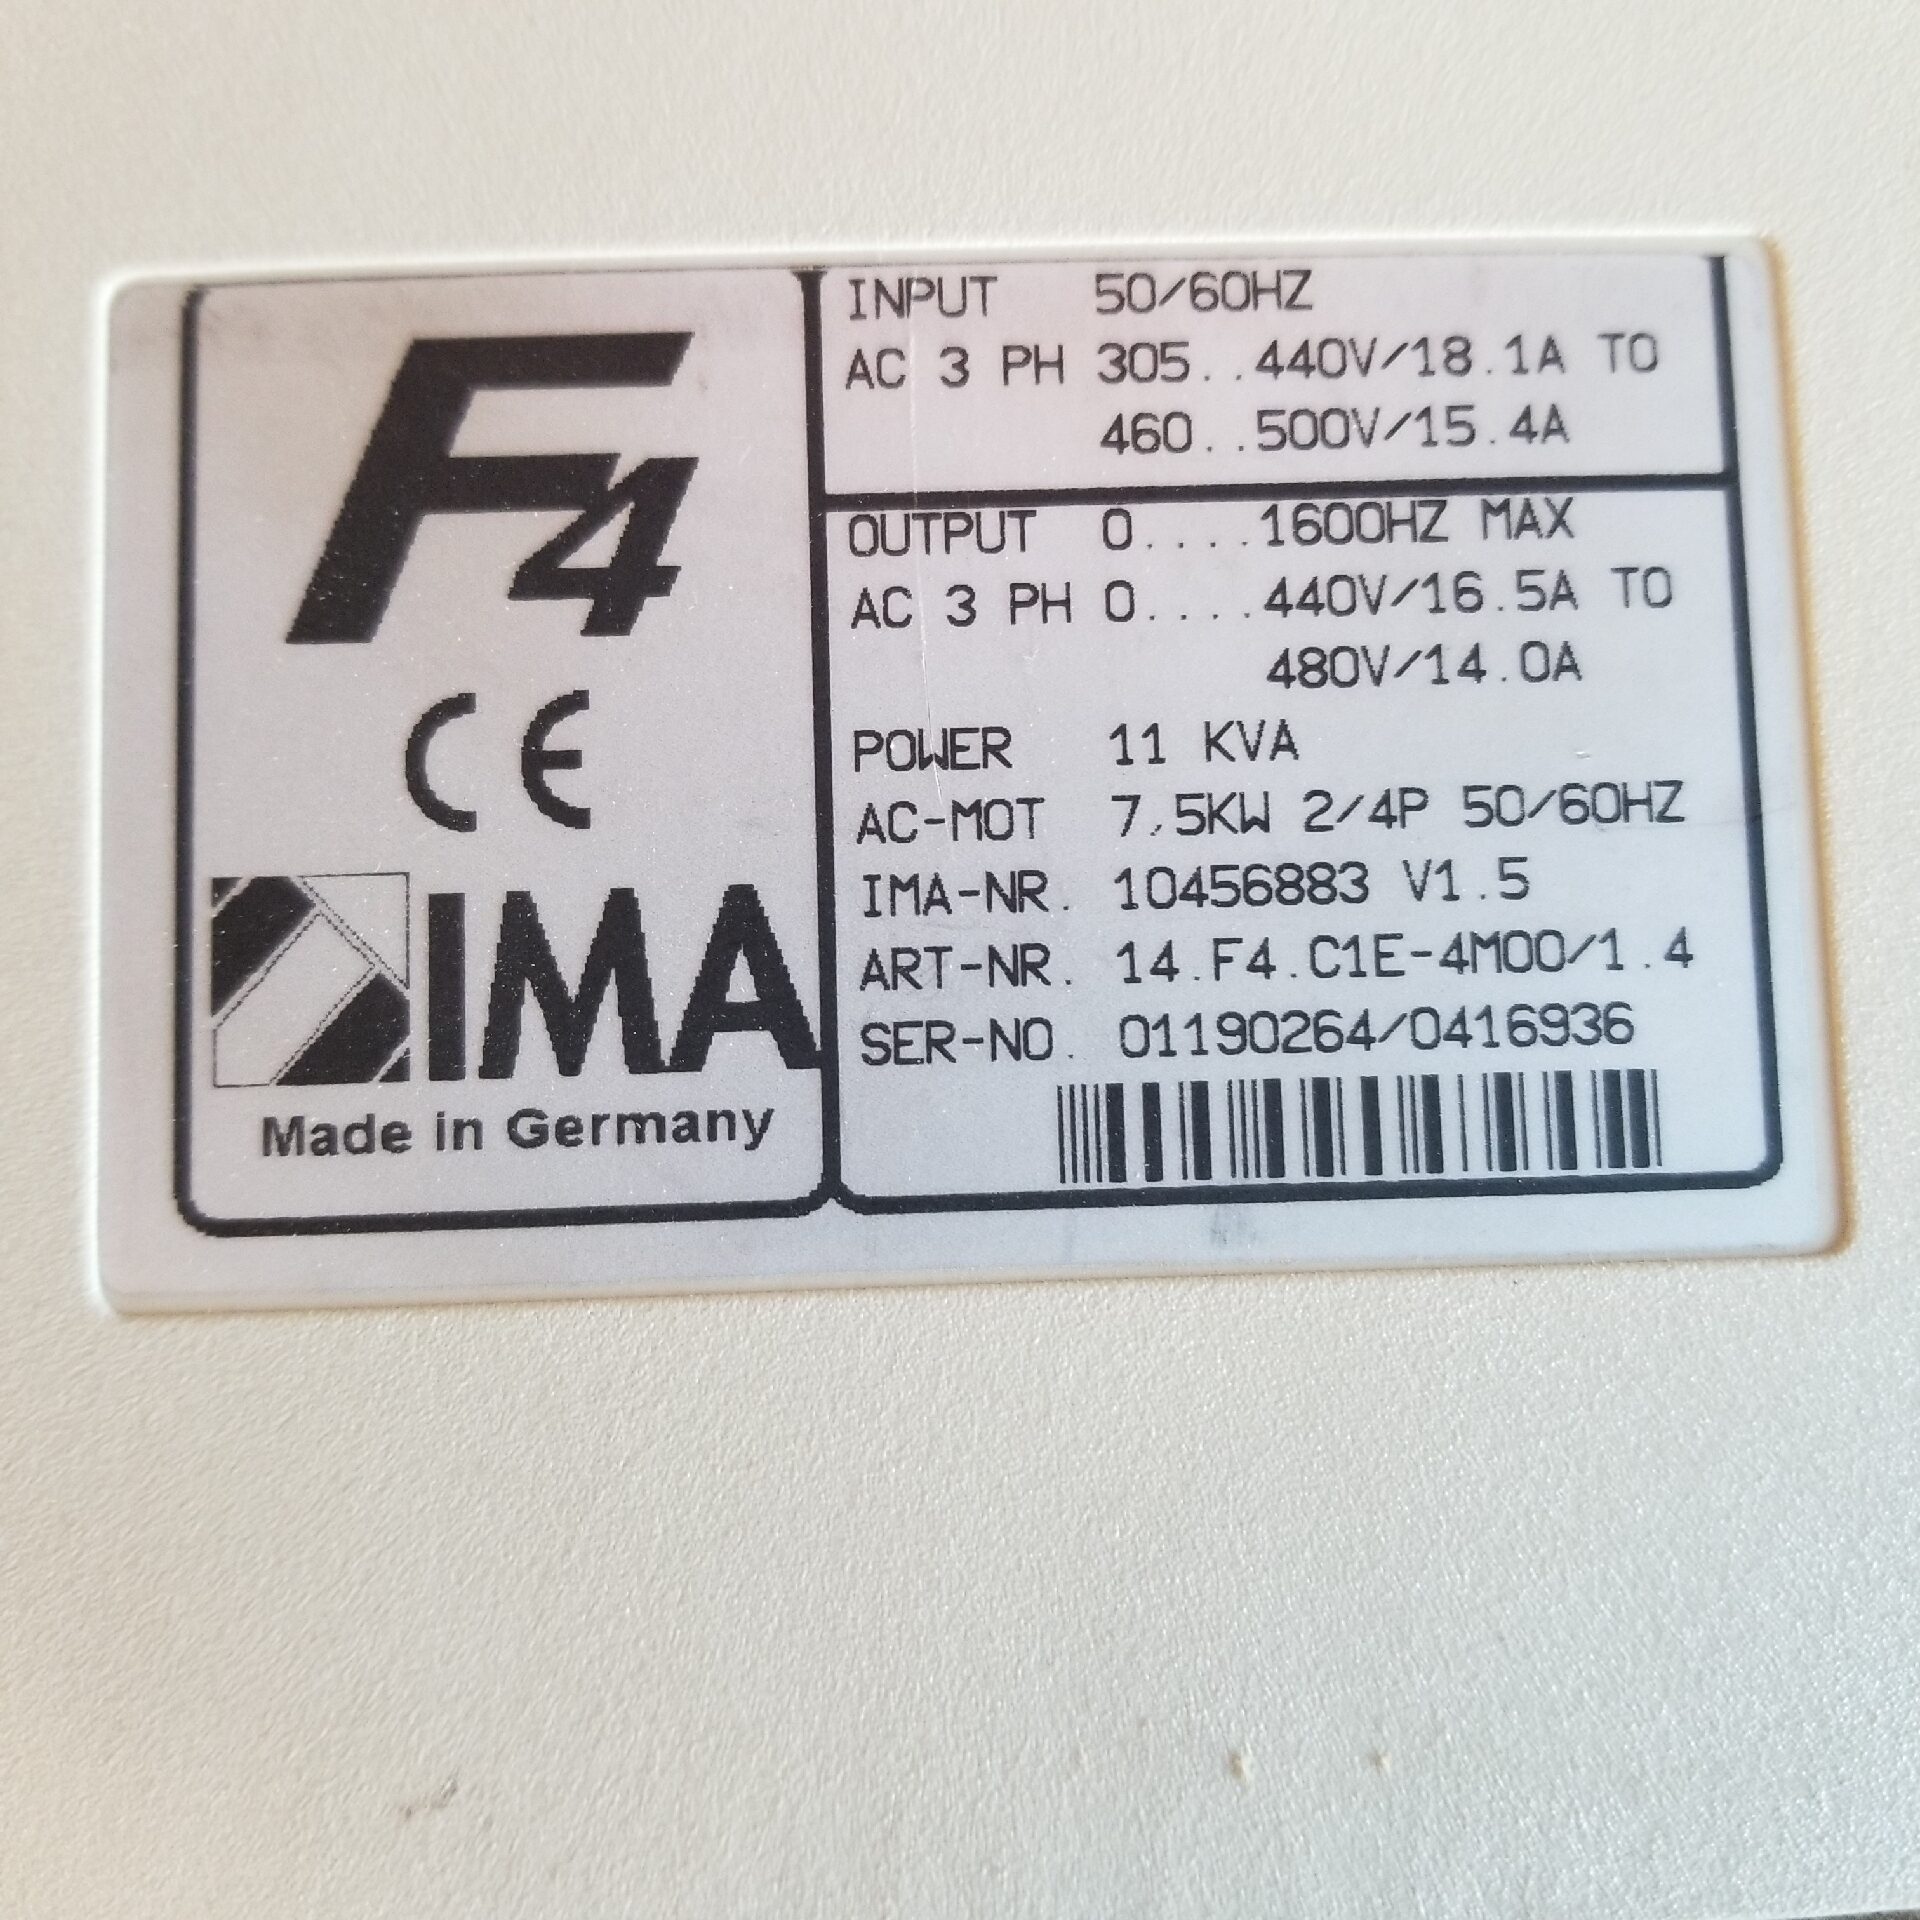 F4
CE
IMA
Made in Germany
INPUT 50/60HZ
AC 3 PH 305..440V/18.1A TO
460..500V/15.4A
OUTPUT 0....1600HZ MAX
AC 3 PH 0....440V/16.5A TO
480V/14.0A
POWER 11 KVA
AC-MOT 7,5KW 2/4P 50/60HZ
IMA-NR. 10456883 V1.5
ART-NR. 14.F4.C1E-4M00/1.4
SER-NO. 01190264/0416936